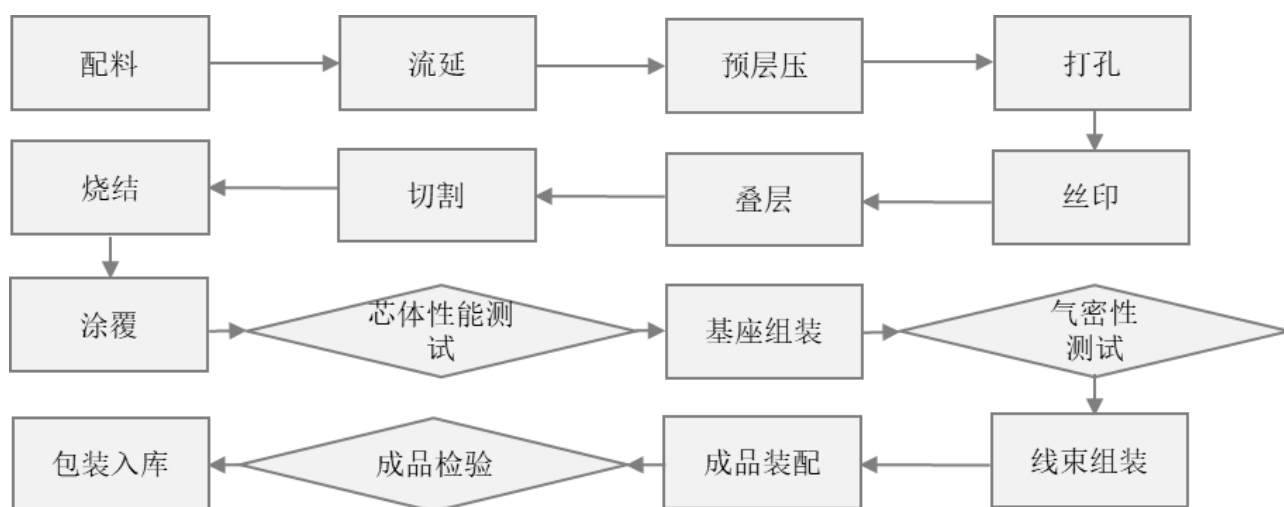 配料
流延
预层压
打孔
烧结
切割
叠层
丝印
涂覆
芯体性能测
试
基座组装
气密性
测试
包装入库
成品检验
成品装配
线束组装